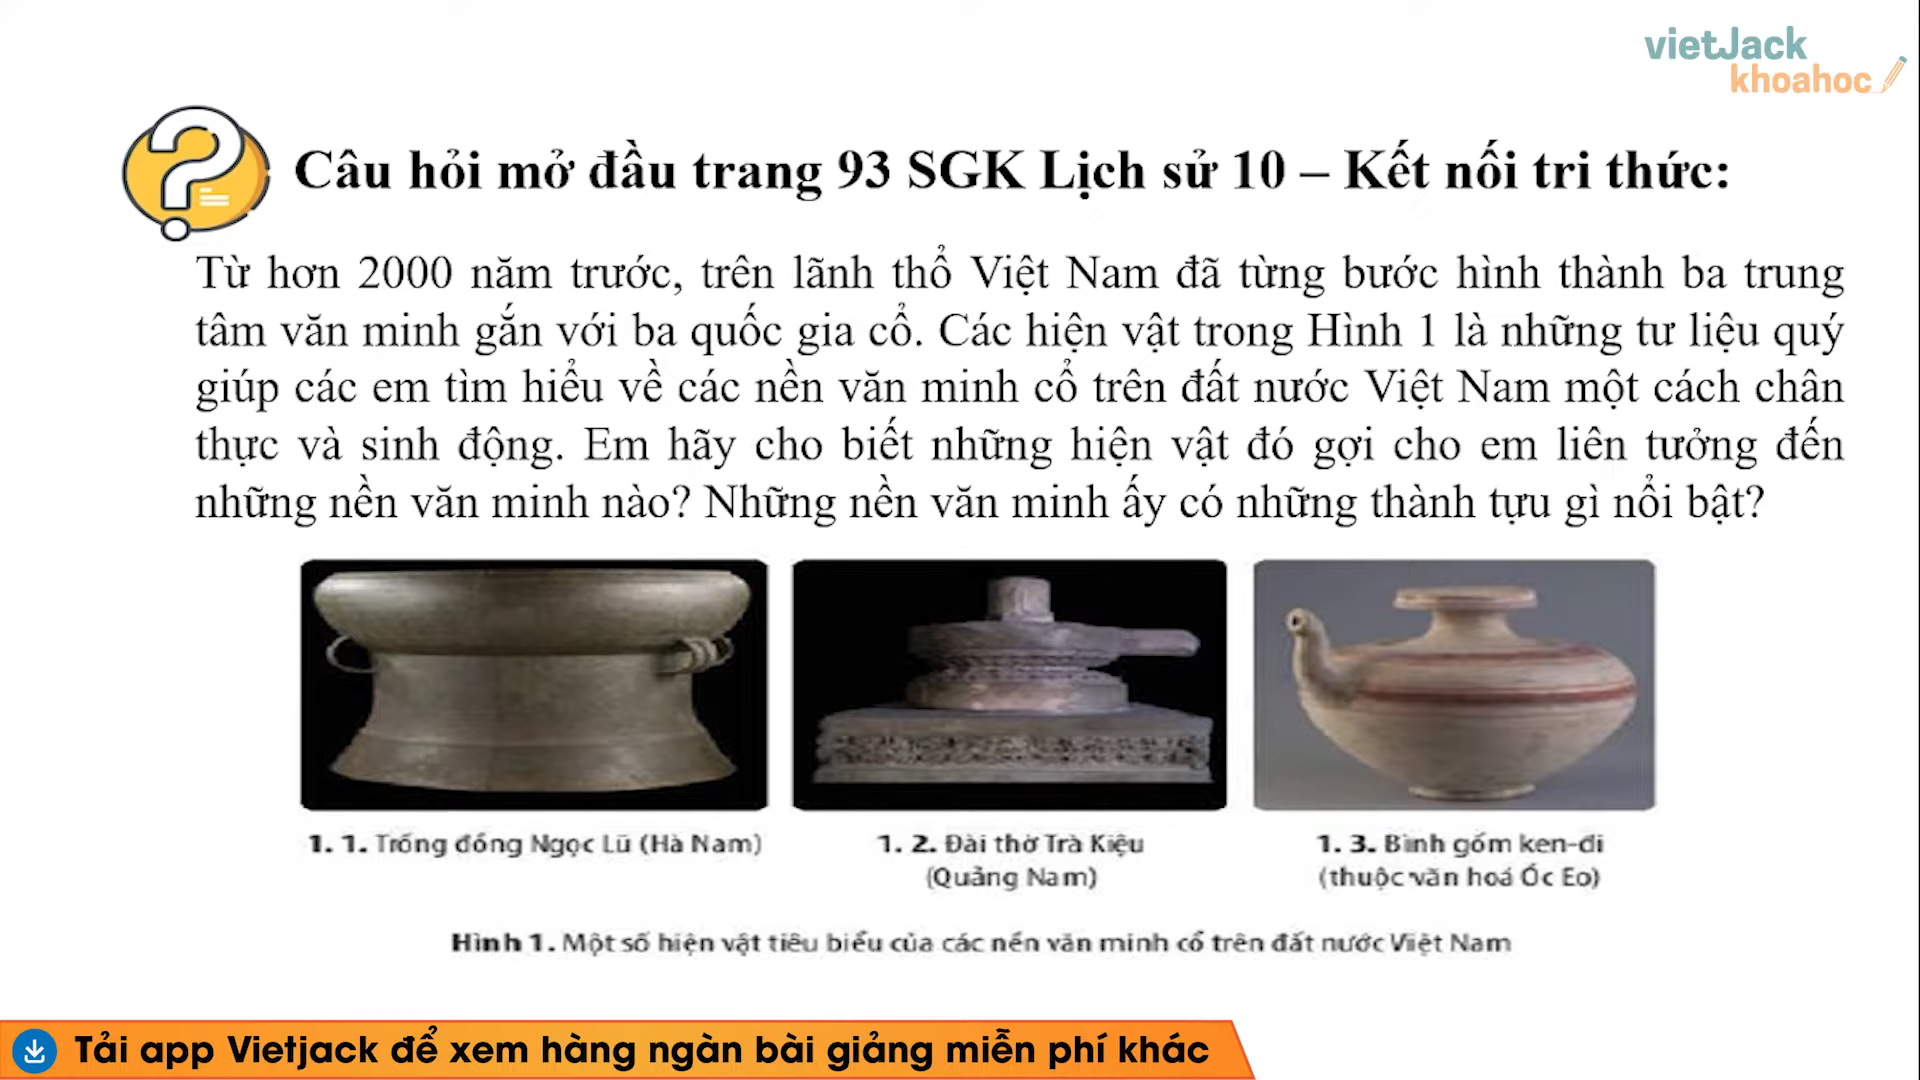 vietJack
khoahoc
Câu hỏi mở đầu trang 93 SGK Lịch sử 10 – Kết nối tri thức:
Từ hơn 2000 năm trước, trên lãnh thổ Việt Nam đã từng bước hình thành ba trung
tâm văn minh gắn với ba quốc gia cổ. Các hiện vật trong Hình 1 là những tư liệu quý
giúp các em tìm hiểu về các nền văn minh cổ trên đất nước Việt Nam một cách chân
thực và sinh động. Em hãy cho biết những hiện vật đó gợi cho em liên tưởng đến
những nền văn minh nào? Những nền văn minh ấy có những thành tựu gì nổi bật?
1. 1. Trống đồng Ngọc Lũ (Hà Nam)
1. 2. Đài thờ Trà Kiệu
(Quảng Nam)
1. 3. Bình gốm ken-đi
(thuộc văn hoá Óc Eo)
Hình 1. Một số hiện vật tiêu biểu của các nền văn minh cổ trên đất nước Việt Nam
Tải app Vietjack để xem hàng ngàn bài giảng miễn phí khác